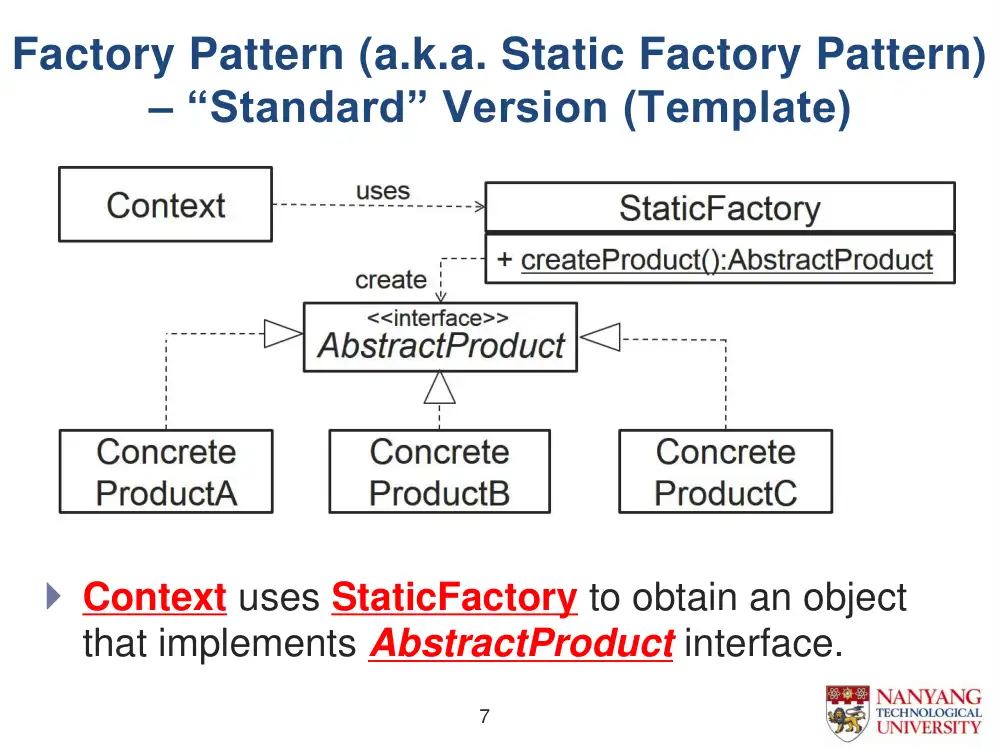 Factory Pattern (a.k.a. Static Factory Pattern)
– “Standard” Version (Template)
Context
uses
StaticFactory
+ createProduct():AbstractProduct
create
<<interface>>
AbstractProduct
Concrete
ProductA
Concrete
ProductB
Concrete
ProductC
Context uses StaticFactory to obtain an object
that implements AbstractProduct interface.
7
NANYANG
TECHNOLOGICAL
UNIVERSITY